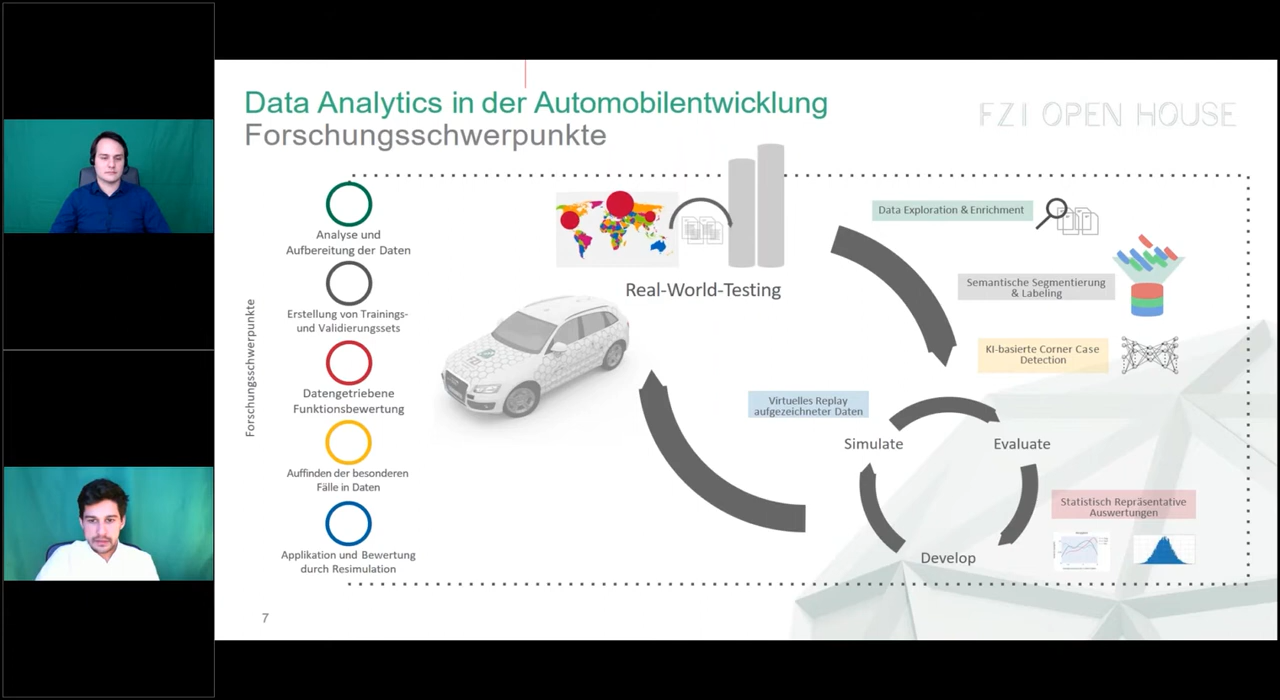 Data Analytics in der Automobilentwicklung
Forschungsschwerpunkte
FZI OPEN HOUSE
Forschungsschwerpunkte
Analyse und
Aufbereitung der Daten
Erstellung von Trainings-
und Validierungssets
Datengetriebene
Funktionsbewertung
Auffinden der besonderen
Fälle in Daten
Applikation und Bewertung
durch Resimulation
Real-World-Testing
Data Exploration & Enrichment
Semantische Segmentierung
& Labeling
KI-basierte Corner Case
Detection
Virtuelles Replay
aufgezeichneter Daten
Simulate
Evaluate
Statistisch Repräsentative
Auswertungen
Develop
7